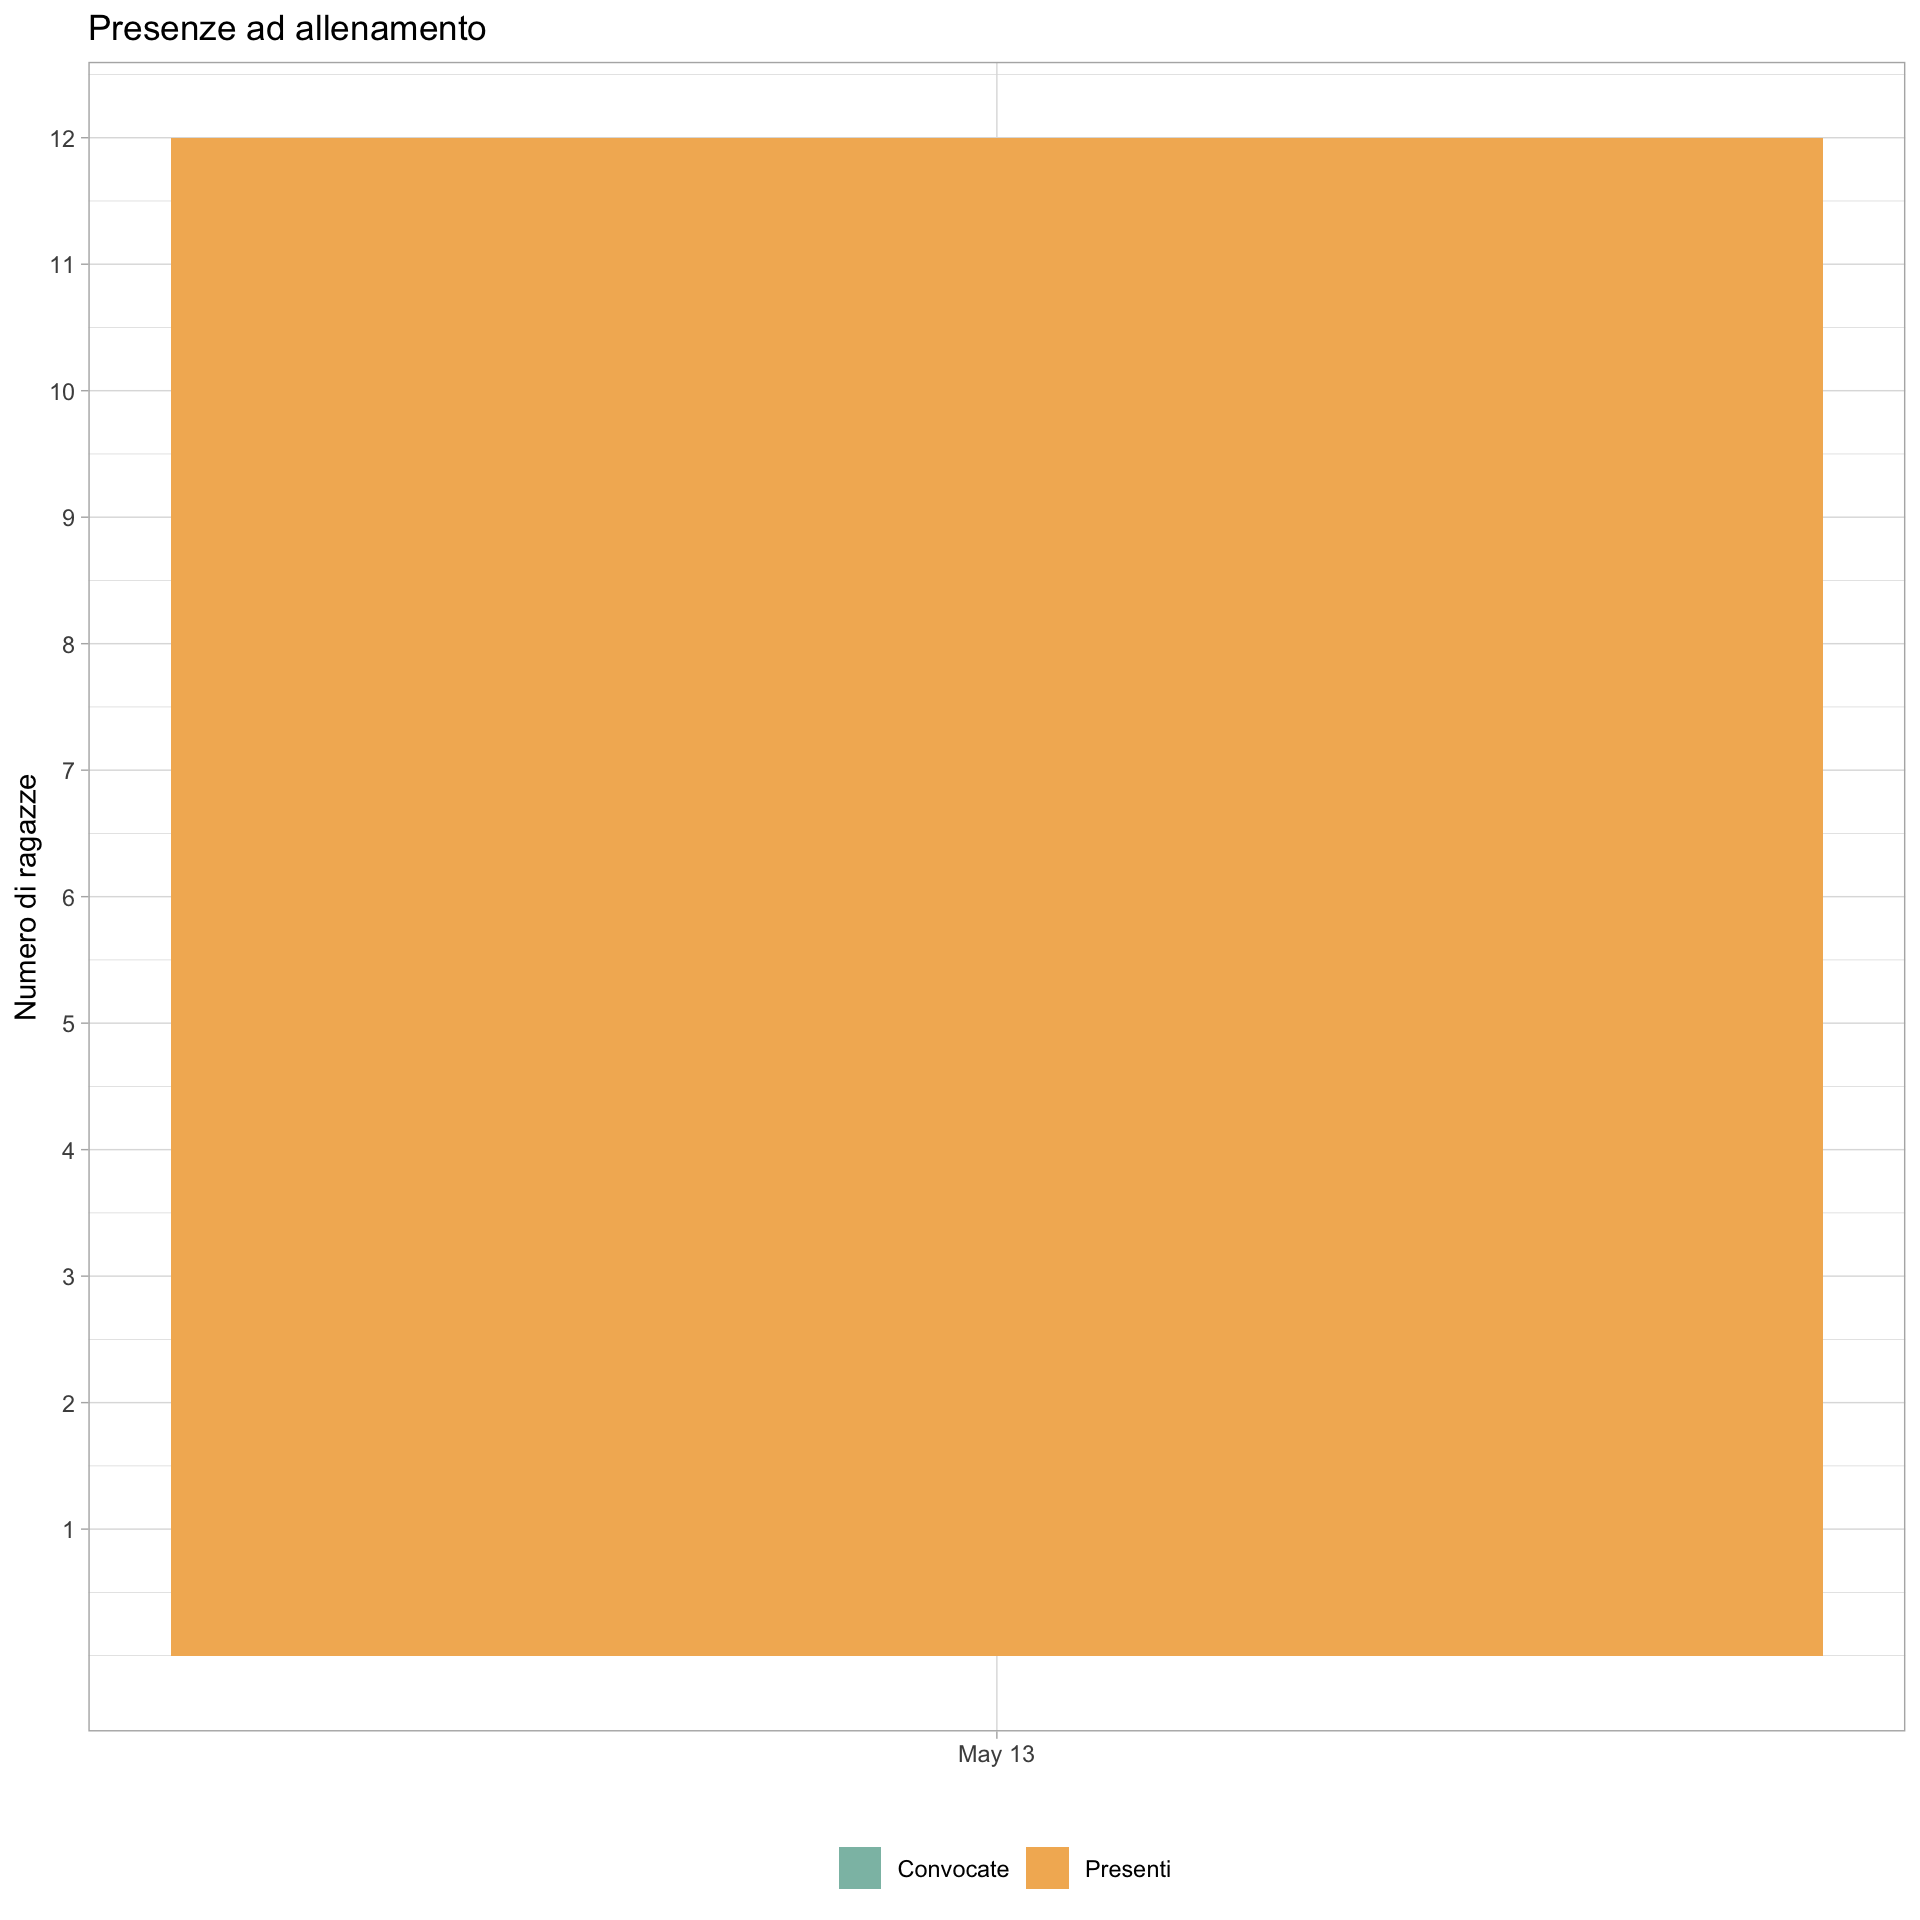 Presenze ad allenamento
Numero di ragazze
12
11
10
9
8
7
6
5
4
3
2
1
May 13
Convocate
Presenti